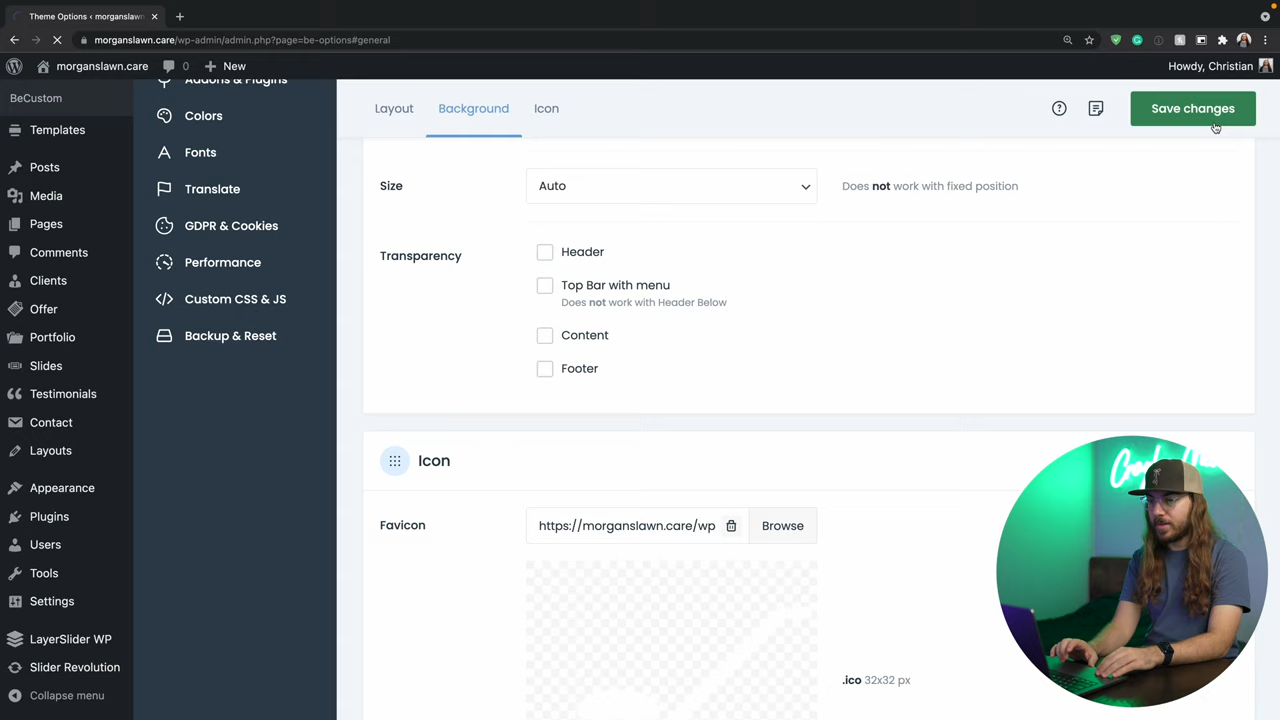 Theme Options ‹ morganslawn
morganslawn.care/wp-admin/admin.php?page=be-options#general
morganslawn.care
0
New
Howdy, Christian
BeCustom
Templates
Posts
Media
Pages
Comments
Clients
Offer
Portfolio
Slides
Testimonials
Contact
Layouts
Appearance
Plugins
Users
Tools
Settings
LayerSlider WP
Slider Revolution
Collapse menu
Addons & Plugins
Colors
Fonts
Translate
GDPR & Cookies
Performance
Custom CSS & JS
Backup & Reset
Layout
Background
Icon
Save changes
Size
Auto
Does not work with fixed position
Transparency
Header
Top Bar with menu
Does not work with Header Below
Content
Footer
Icon
Favicon
https://morganslawn.care/wp
Browse
.ico 32x32 px